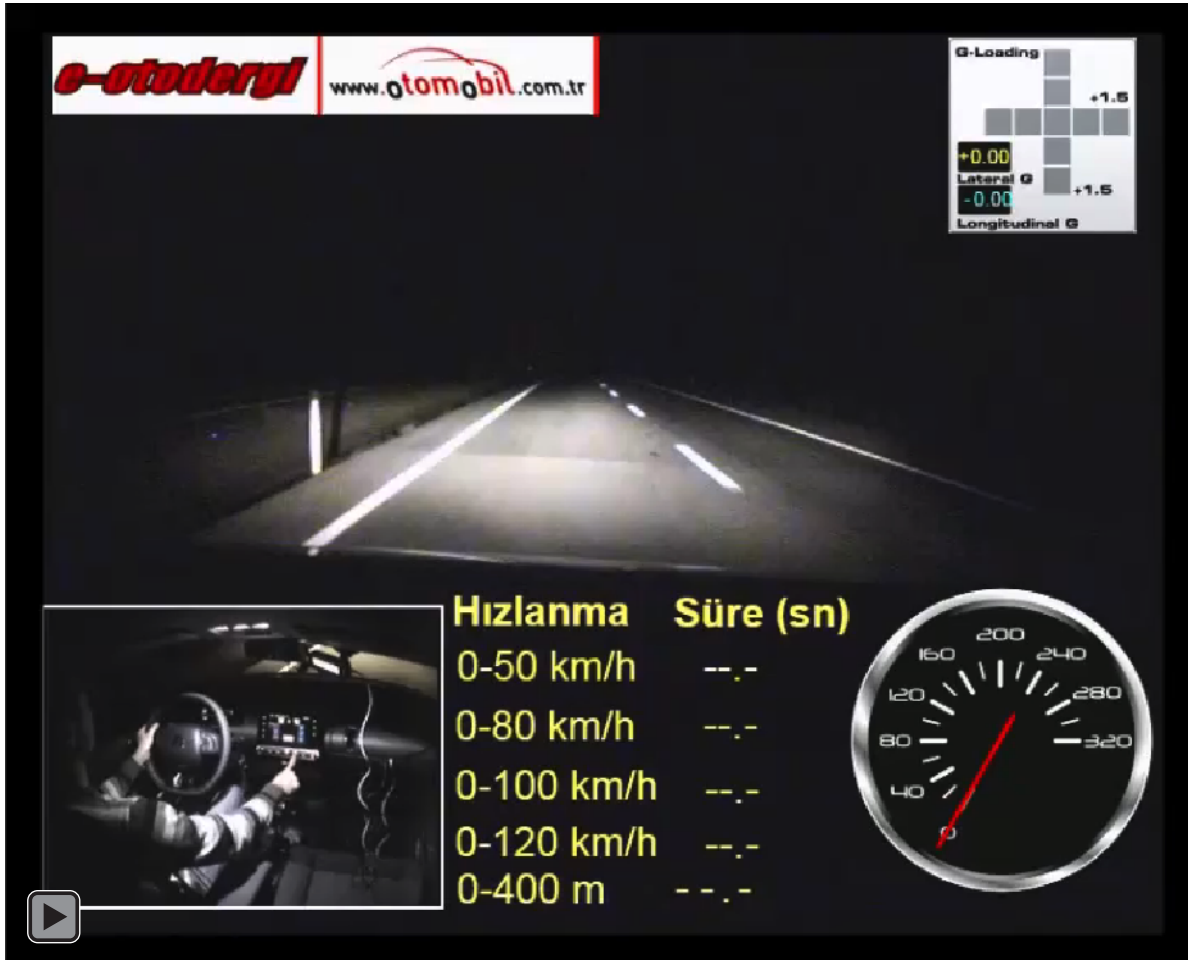 e-otodergi
www.otomobil.com.tr
G-Loading
+1.5
+0.00
Lateral G
-0.00
+1.5
Longitudinal G
Hızlanma Süre (sn)
0-50 km/h --.-
0-80 km/h --.-
0-100 km/h --.-
0-120 km/h --.-
0-400 m --.-
0
40
80
120
160
200
240
280
320